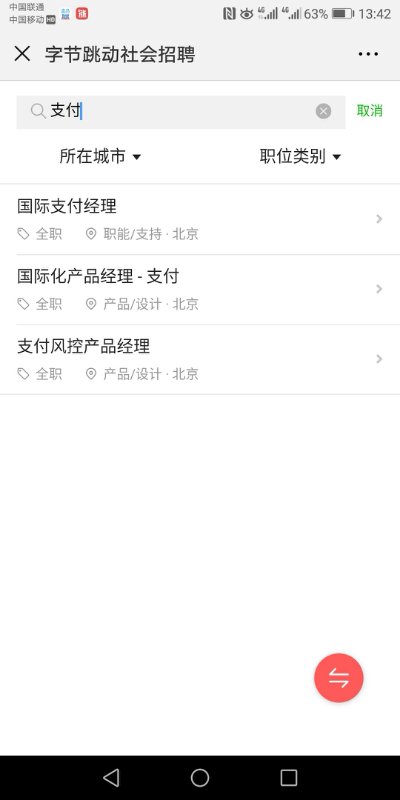 中国联通
中国移动 HD
4G 4G 63% 13:42
字节跳动社会招聘
支付 取消
所在城市 职位类别
国际支付经理
全职 职能/支持 · 北京
国际化产品经理 - 支付
全职 产品/设计 · 北京
支付风控产品经理
全职 产品/设计 · 北京